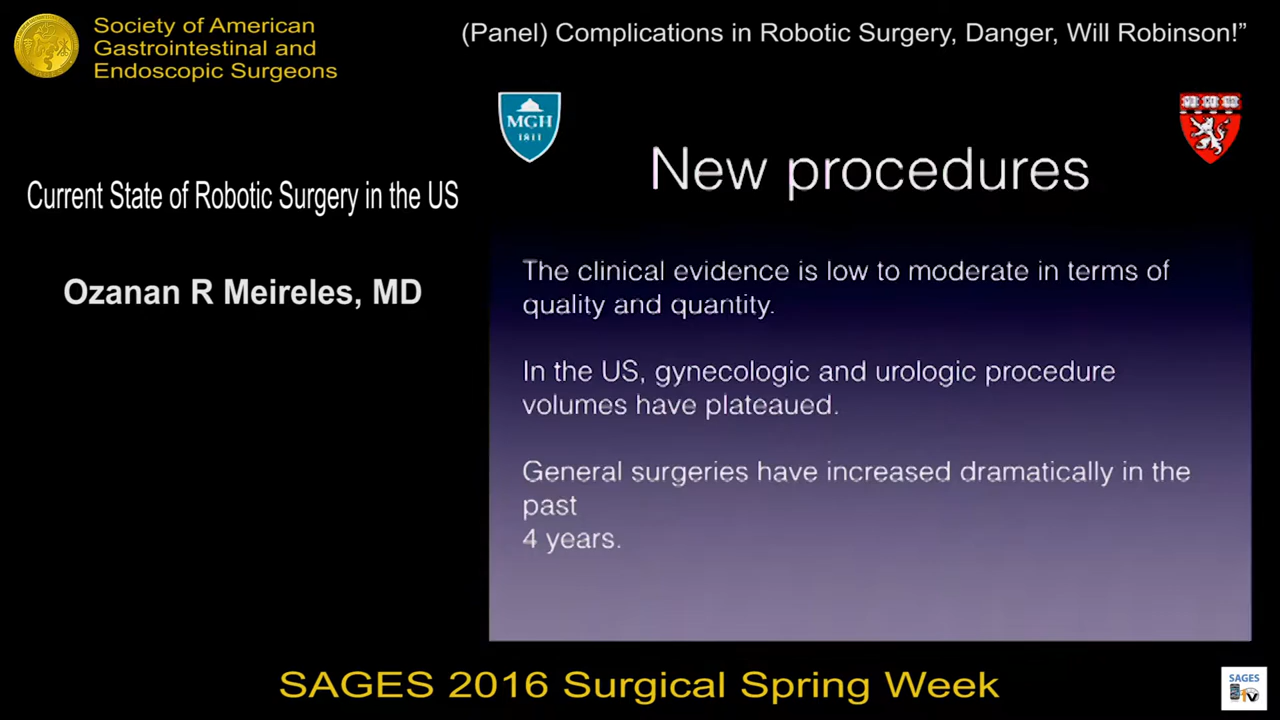 Society of American
Gastrointestinal and
Endoscopic Surgeons
(Panel) Complications in Robotic Surgery, Danger, Will Robinson!”
Current State of Robotic Surgery in the US
Ozanan R Meireles, MD
MGH
1811
New procedures
The clinical evidence is low to moderate in terms of
quality and quantity.
In the US, gynecologic and urologic procedure
volumes have plateaued.
General surgeries have increased dramatically in the
past
4 years.
SAGES 2016 Surgical Spring Week
SAGES
TV